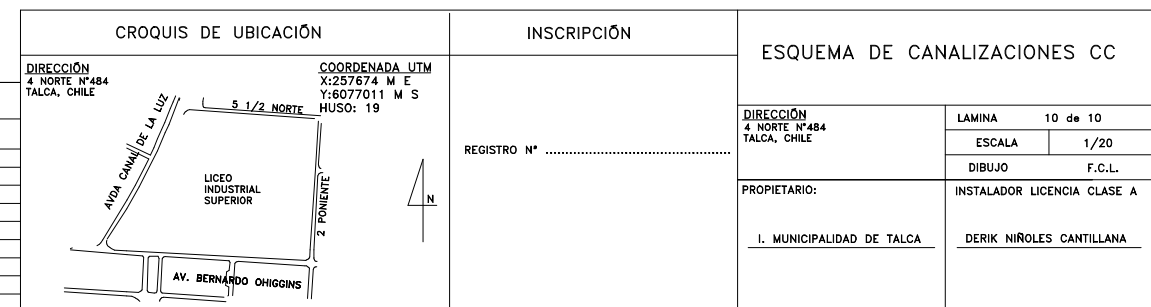 CROQUIS DE UBICACIÓN
DIRECCIÓN
4 NORTE N°484
TALCA, CHILE
COORDENADA UTM
X:257674 M E
Y:6077011 M S
HUSO: 19
5 1/2 NORTE
AVDA CANAL DE LA LUZ
LICEO
INDUSTRIAL
SUPERIOR
2 PONIENTE
N
AV. BERNARDO OHIGGINS
INSCRIPCIÓN
REGISTRO N° ................................................
ESQUEMA DE CANALIZACIONES CC
DIRECCIÓN
4 NORTE N°484
TALCA, CHILE
LAMINA 10 de 10
ESCALA 1/20
DIBUJO F.C.L.
PROPIETARIO:
I. MUNICIPALIDAD DE TALCA
INSTALADOR LICENCIA CLASE A
DERIK NIÑOLES CANTILLANA